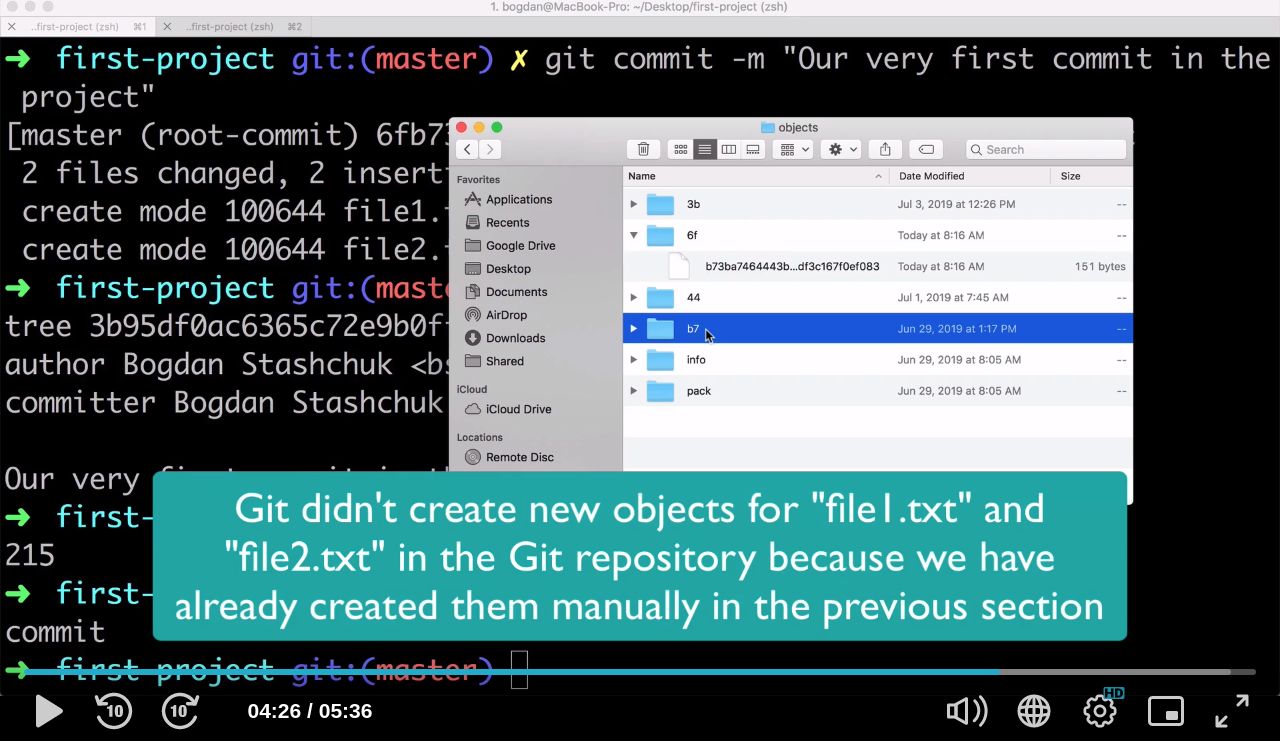 1. bogdan@MacBook-Pro: ~/Desktop/first-project (zsh)
..first-project (zsh) ⌘1 ..first-project (zsh) ⌘2
➜ first-project git:(master) ✗ git commit -m "Our very first commit in the
project"
[master (root-commit) 6fb73
2 files changed, 2 insert
create mode 100644 file1.
create mode 100644 file2.
➜ first-project git:(mast
tree 3b95df0ac6365c72e9b0f
author Bogdan Stashchuk <b
committer Bogdan Stashchuk
Our very
➜ first-
215
➜ first-
commit
➜ first-project git:(master)
objects
Search
Favorites
Applications
Recents
Google Drive
Desktop
Documents
AirDrop
Downloads
Shared
iCloud
iCloud Drive
Locations
Remote Disc
Name Date Modified Size
3b Jul 3, 2019 at 12:26 PM --
6f Today at 8:16 AM --
b73ba7464443b...df3c167f0ef083 Today at 8:16 AM 151 bytes
44 Jul 1, 2019 at 7:45 AM --
b7 Jun 29, 2019 at 1:17 PM --
info Jun 29, 2019 at 8:05 AM --
pack Jun 29, 2019 at 8:05 AM --
Git didn't create new objects for "file1.txt" and
"file2.txt" in the Git repository because we have
already created them manually in the previous section
10 10 04:26 / 05:36 HD